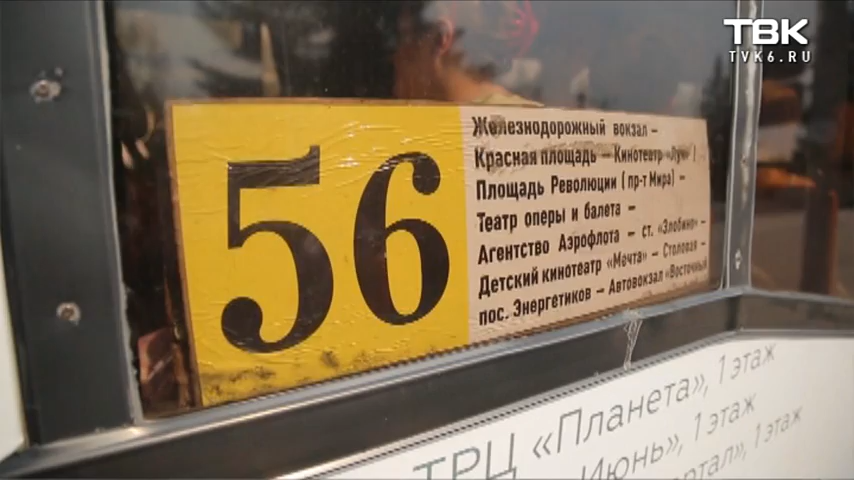 ТВК
TVK6.RU
56
Железнодорожный вокзал –
Красная площадь – Кинотеатр «Луч»
Площадь Революции ( пр-т Мира) –
Театр оперы и балета –
Агентство Аэрофлота – ст. «Злобино» –
Детский кинотеатр «Мечта» – Столовая –
пос. Энергетиков – Автовокзал «Восточный
ТРЦ «Планета», 1 этаж
Июнь», 1 этаж
1 этаж